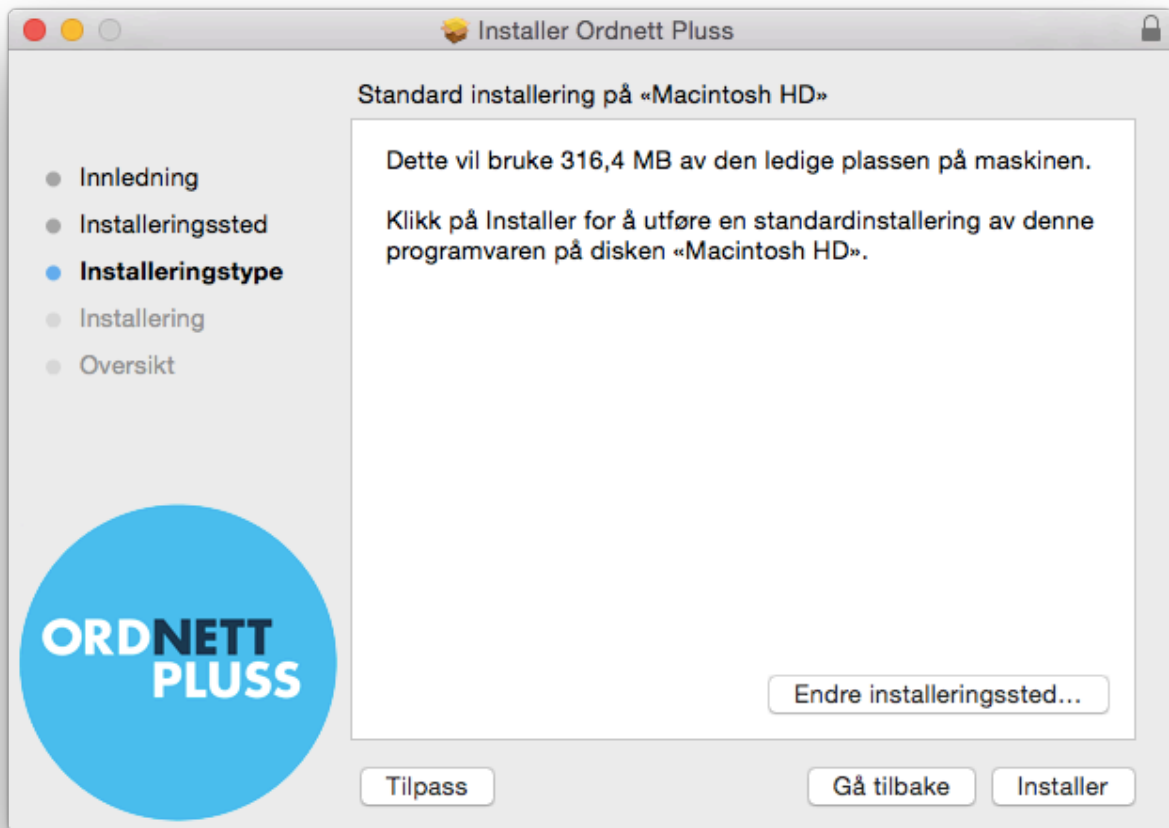 Installer Ordnett Pluss
Standard installering på «Macintosh HD»
Innledning
Installeringssted
Installeringstype
Installering
Oversikt
Dette vil bruke 316,4 MB av den ledige plassen på maskinen.
Klikk på Installer for å utføre en standardinstallering av denne
programvaren på disken «Macintosh HD».
ORDNETT
PLUSS
Endre installeringssted...
Tilpass
Gå tilbake
Installer